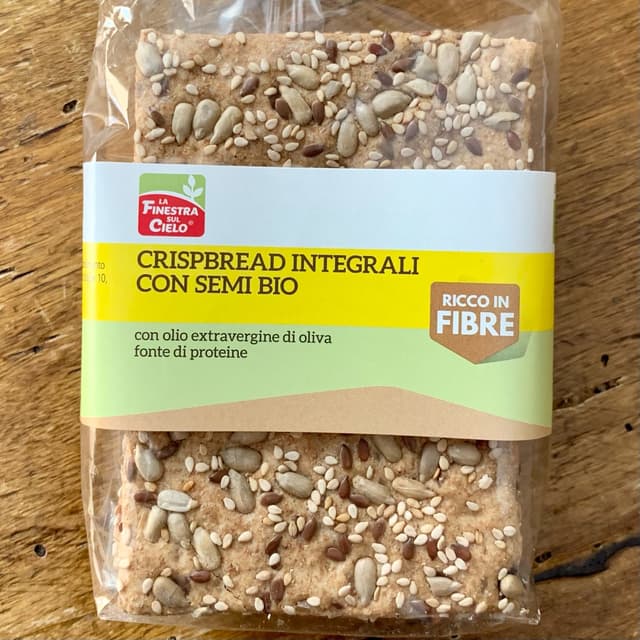 LA
FINESTRA
SUL
CIELO®
CRISPBREAD INTEGRALI
CON SEMI BIO
RICCO IN
FIBRE
con olio extravergine di oliva
fonte di proteine
10,